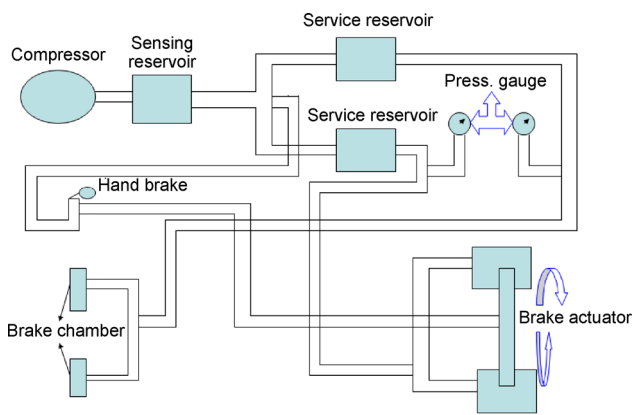 Service reservoir
Compressor
Sensing
reservoir
Press. gauge
Service reservoir
Hand brake
Brake chamber
Brake actuator